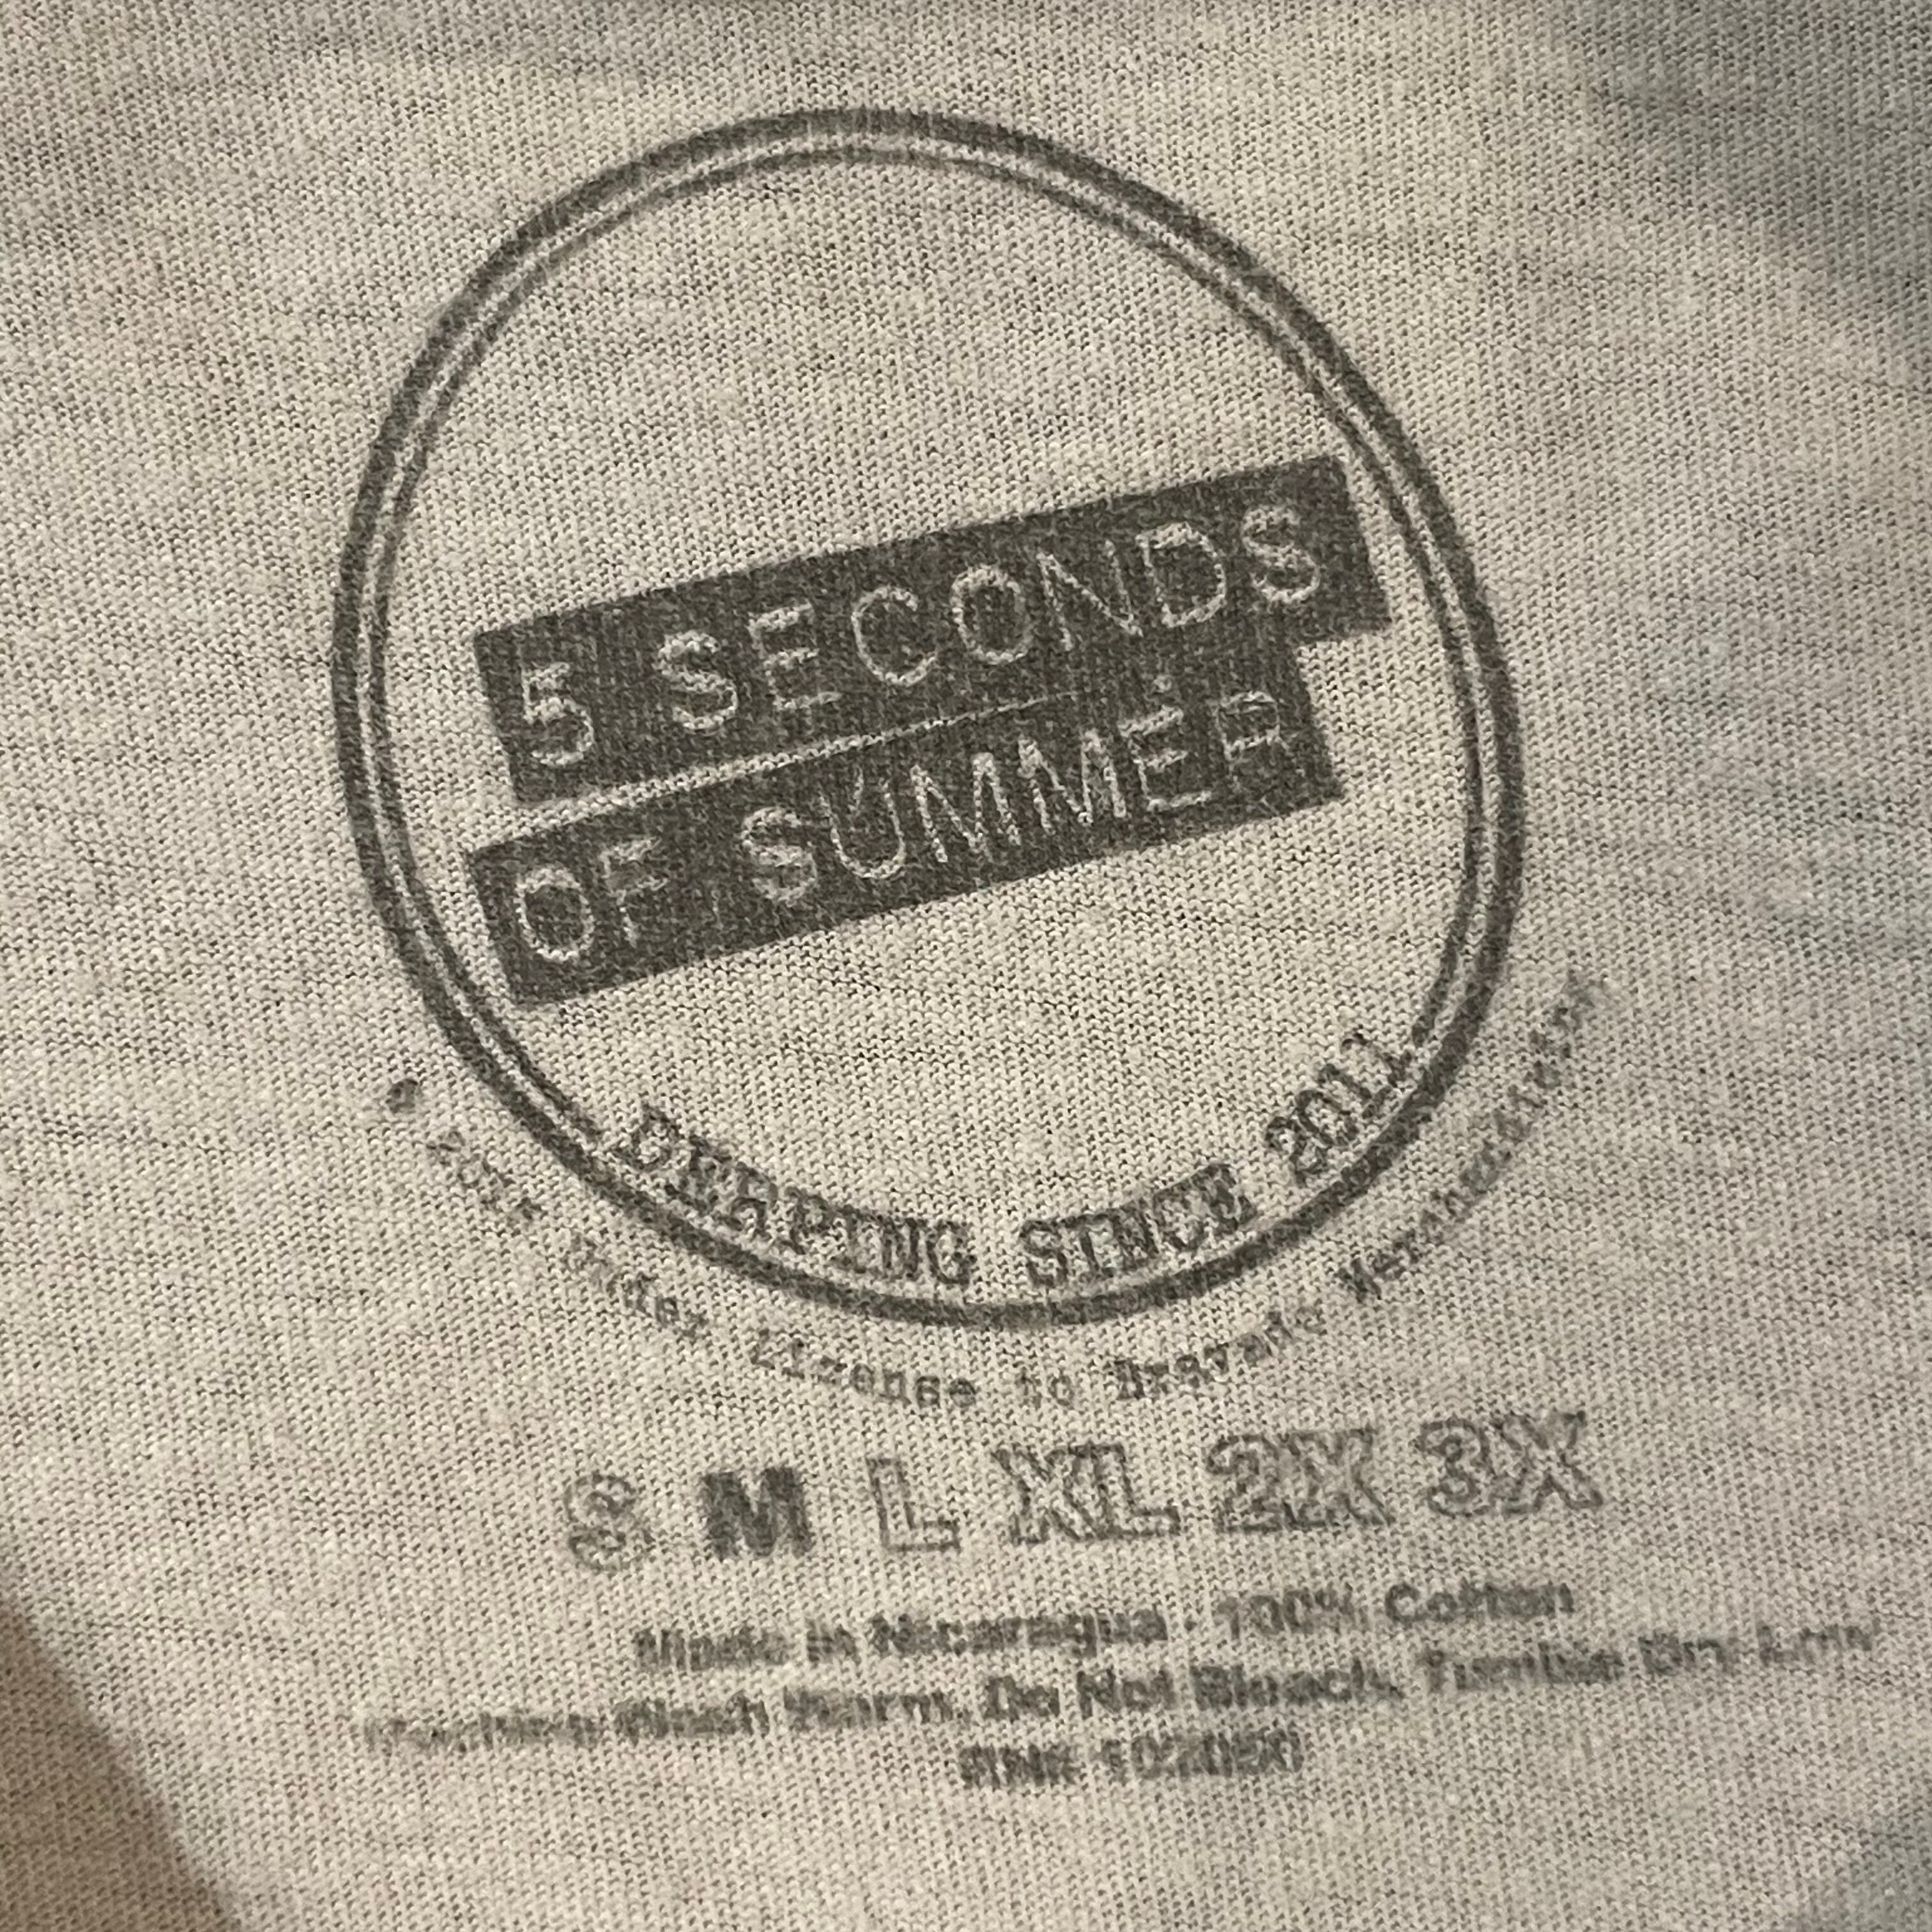 5 SECONDS
OF SUMMER
DERPING SINCE 2011
Under License to Bravado Merchandising
S M L XL 2X 3X
Made in Nicaragua · 100% Cotton
Machine Wash Warm. Do Not Bleach. Tumble Dry Low
RN#